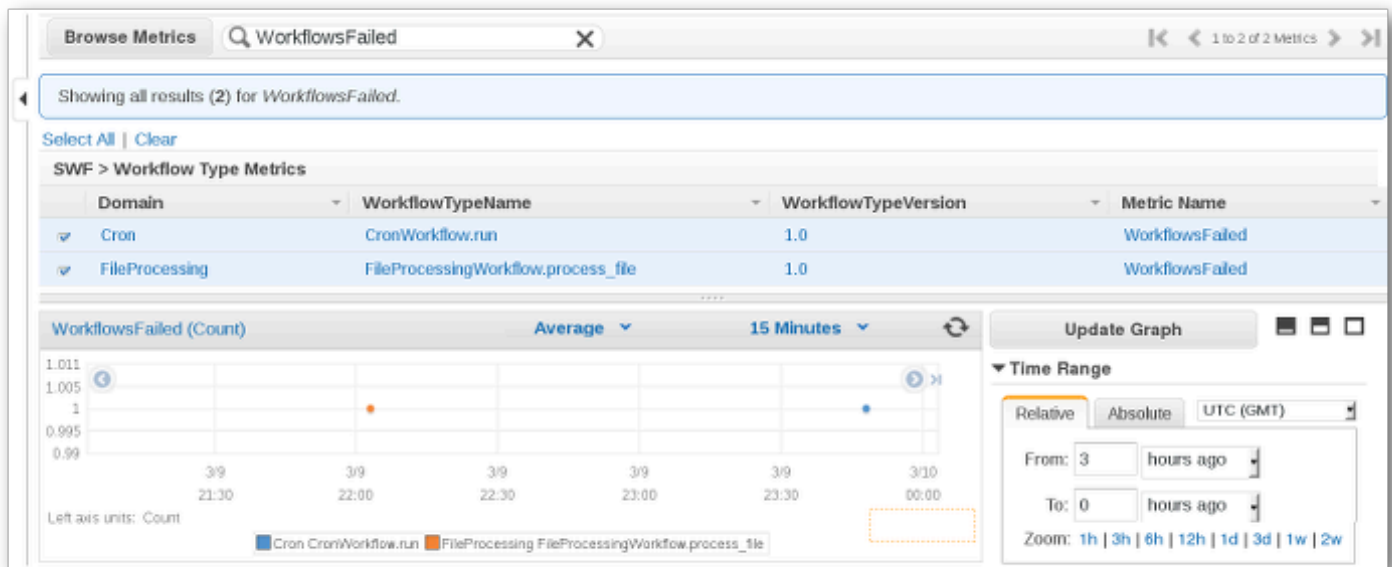 Browse Metrics WorkflowsFailed 1 to 2 of 2 Metrics
Showing all results (2) for WorkflowsFailed.
Select All | Clear
SWF > Workflow Type Metrics
Domain WorkflowTypeName WorkflowTypeVersion Metric Name
Cron CronWorkflow.run 1.0 WorkflowsFailed
FileProcessing FileProcessingWorkflow.process_file 1.0 WorkflowsFailed
WorkflowsFailed (Count) Average 15 Minutes
1.011
1.005
1
0.995
0.99
3/9 3/9 3/9 3/9 3/9 3/10
21:30 22:00 22:30 23:00 23:30 00:00
Left axis units: Count
Cron CronWorkflow.run FileProcessing FileProcessingWorkflow.process_file
Update Graph
Time Range
Relative Absolute UTC (GMT)
From: 3 hours ago
To: 0 hours ago
Zoom: 1h | 3h | 6h | 12h | 1d | 3d | 1w | 2w